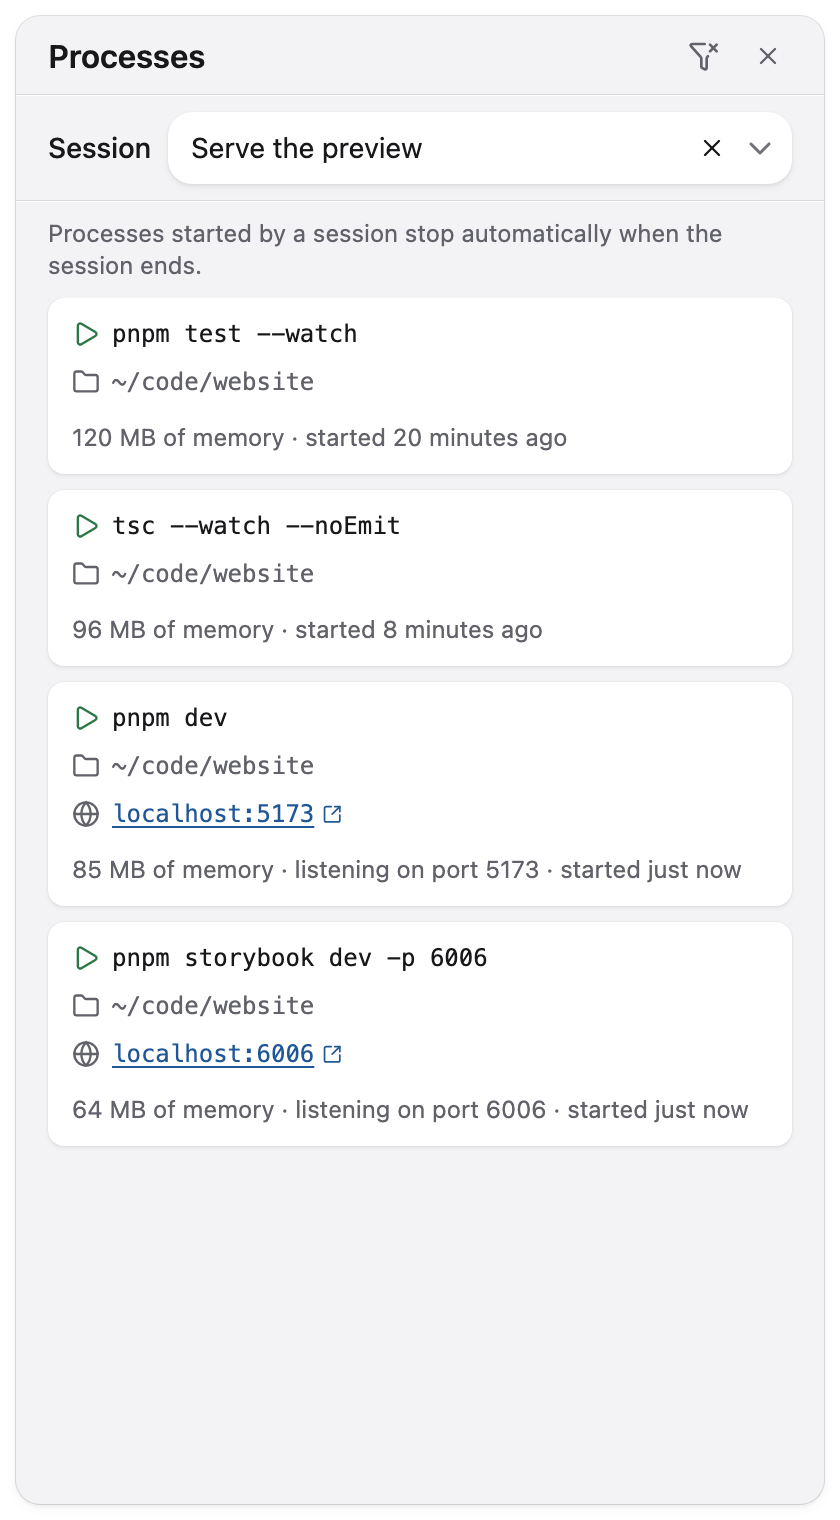 Processes
Session
Serve the preview
Processes started by a session stop automatically when the
session ends.
pnpm test --watch
~/code/website
120 MB of memory · started 20 minutes ago
tsc --watch --noEmit
~/code/website
96 MB of memory · started 8 minutes ago
pnpm dev
~/code/website
localhost:5173
85 MB of memory · listening on port 5173 · started just now
pnpm storybook dev -p 6006
~/code/website
localhost:6006
64 MB of memory · listening on port 6006 · started just now